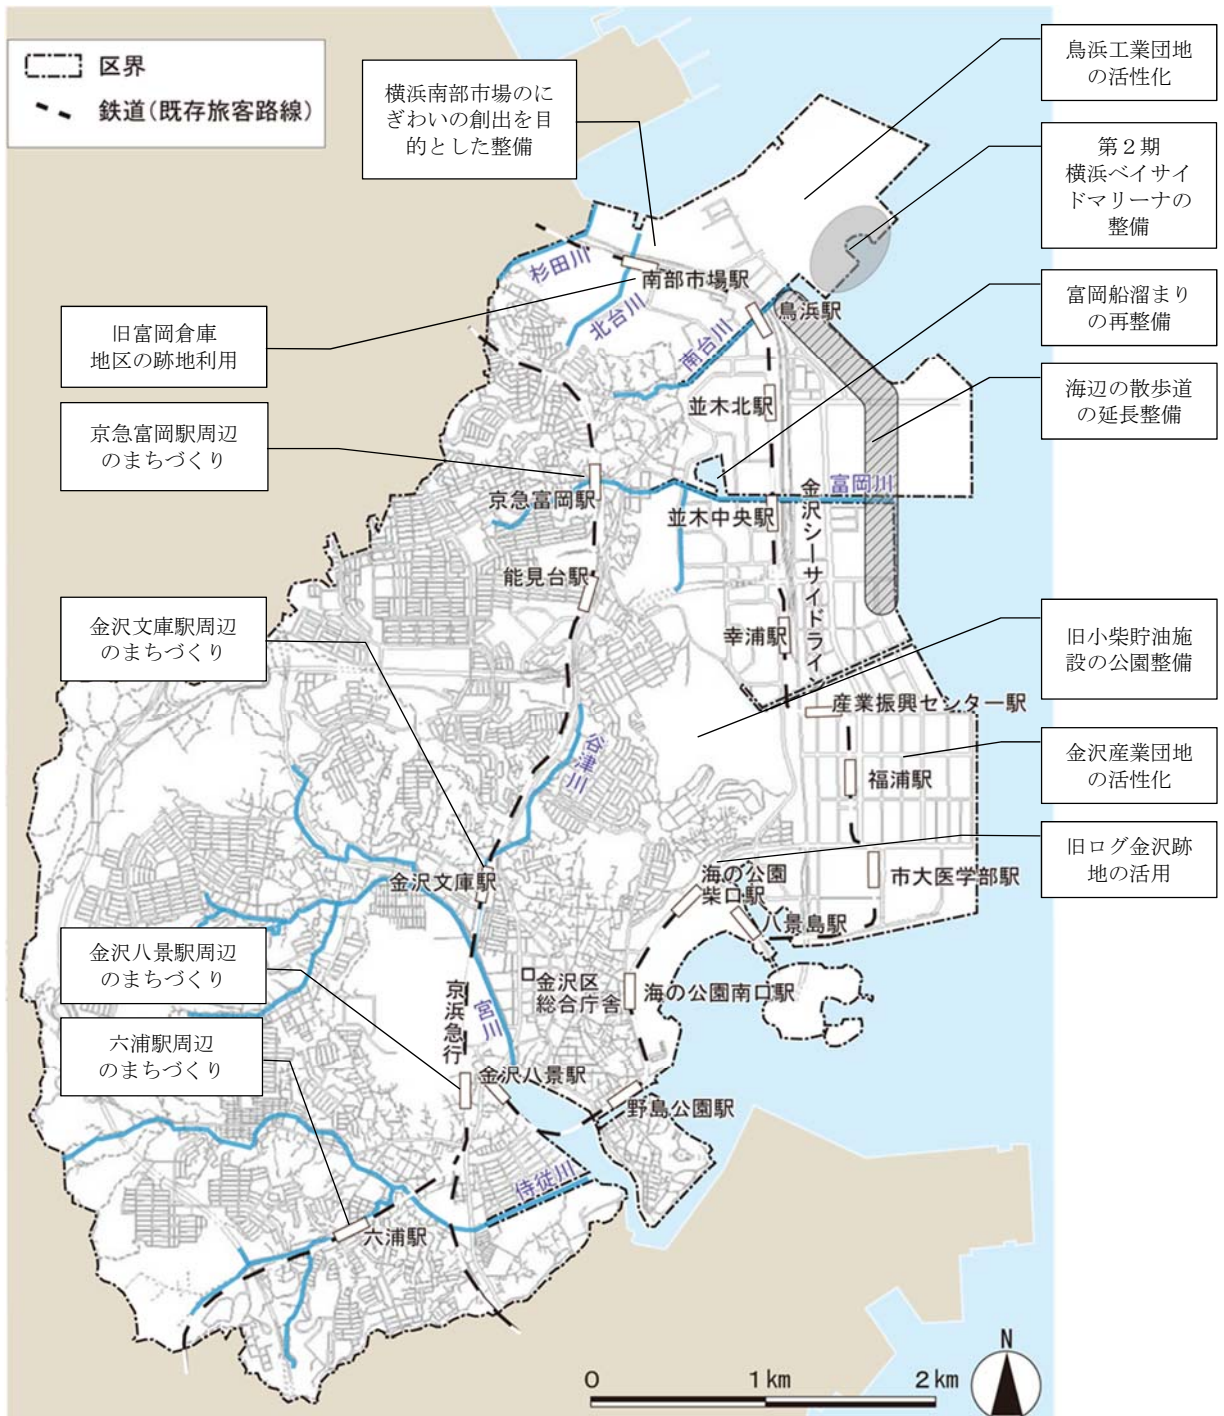 区界
鉄道(既存旅客路線)
横浜南部市場のに
ぎわいの創出を目
的とした整備
鳥浜工業団地
の活性化
第２期
横浜ベイサイ
ドマリーナの
整備
富岡船溜まり
の再整備
海辺の散歩道
の延長整備
旧富岡倉庫
地区の跡地利用
京急富岡駅周辺
のまちづくり
金沢文庫駅周辺
のまちづくり
旧小柴貯油施
設の公園整備
金沢産業団地
の活性化
旧ログ金沢跡
地の活用
金沢八景駅周辺
のまちづくり
六浦駅周辺
のまちづくり
杉田川
南部市場駅
北台川
鳥浜駅
南台川
並木北駅
京急富岡駅
富岡川
並木中央駅
金沢シーサイドライ
能見台駅
幸浦駅
産業振興センター駅
谷津川
福浦駅
金沢文庫駅
海の公園
柴口駅
市大医学部駅
八景島駅
金沢区
総合庁舎
海の公園南口駅
京浜急行
宮川
金沢八景駅
野島公園駅
侍従川
六浦駅
N
0
1 km
2 km